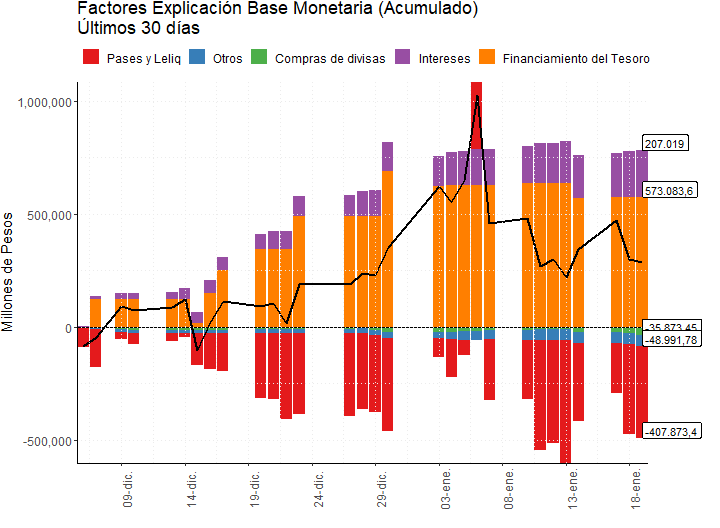 Factores Explicación Base Monetaria (Acumulado)
Últimos 30 días
Pases y Leliq Otros Compras de divisas Intereses Financiamiento del Tesoro
Millones de Pesos
1,000,000
500,000
0
-500,000
207.019
573.083,6
-35.873,45
-48.991,78
-407.873,4
09-dic.
14-dic.
19-dic.
24-dic.
29-dic.
03-ene.
08-ene.
13-ene.
18-ene.